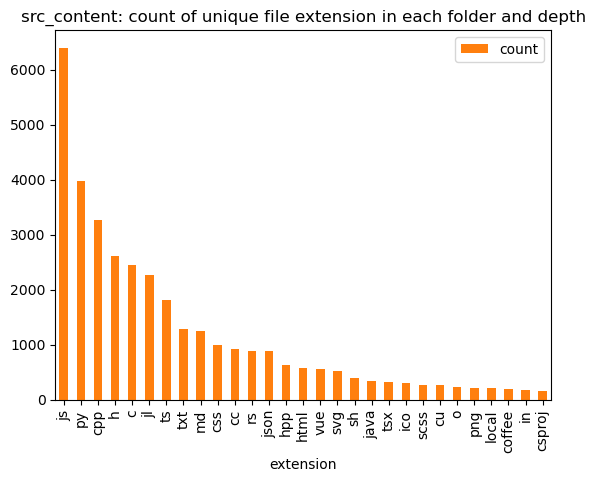 src_content: count of unique file extension in each folder and depth
count
6000
5000
4000
3000
2000
1000
0
js py cpp h c jl ts txt md css cc rs json hpp html vue svg sh java tsx ico scss cu o png local coffee in csproj
extension